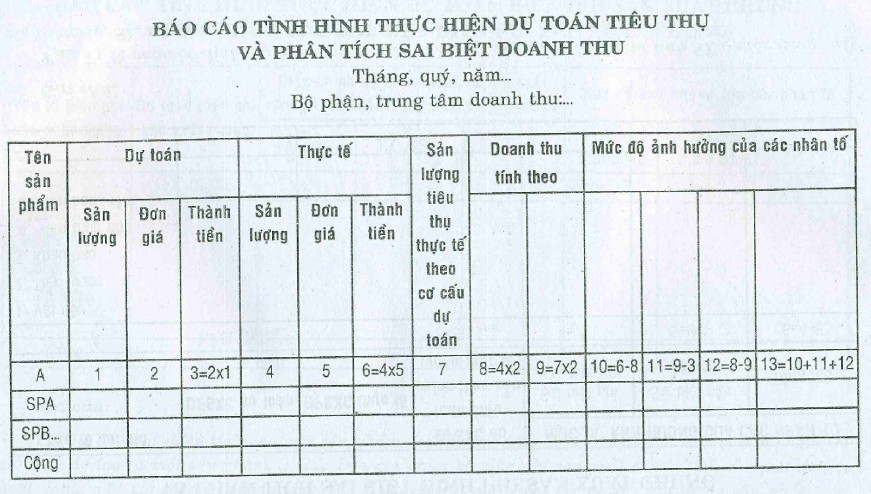 BÁO CÁO TÌNH HÌNH THỰC HIỆN DỰ TOÁN TIÊU THỤ
VÀ PHÂN TÍCH SAI BIỆT DOANH THU
Tháng, quý, năm...
Bộ phận, trung tâm doanh thu:...
Tên sản phẩm
Dự toán
Thực tế
Sản lượng tiêu thụ thực tế theo cơ cấu dự toán
Doanh thu tính theo
Mức độ ảnh hưởng của các nhân tố
Sản lượng
Đơn giá
Thành tiền
Sản lượng
Đơn giá
Thành tiền
A 1 2 3=2x1 4 5 6=4x5 7 8=4x2 9=7x2 10=6-8 11=9-3 12=8-9 13=10+11+12
SPA
SPB...
Cộng